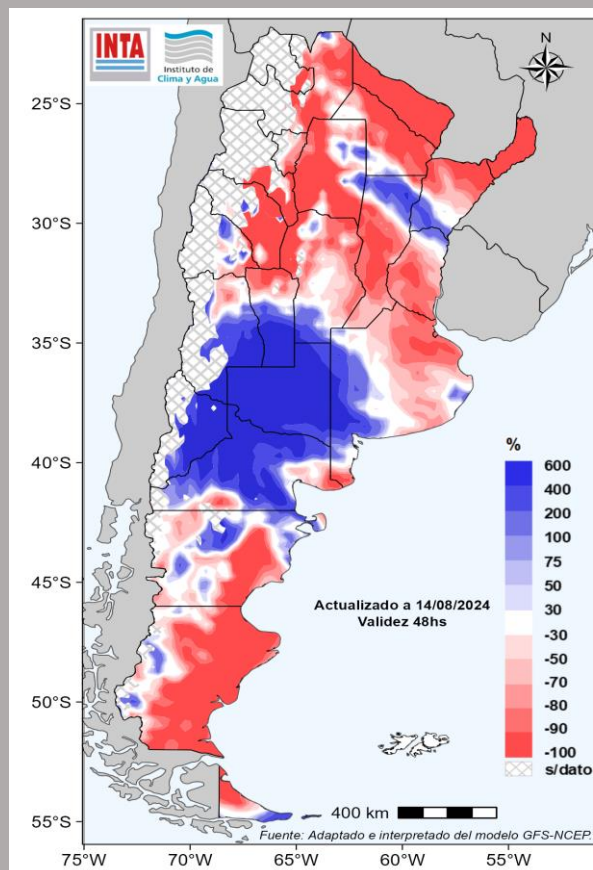 INTA
Instituto de
Clima y Agua
N
25°S
30°S
35°S
40°S
45°S
50°S
55°S
%
600
400
200
100
75
50
30
-30
-50
-70
-80
-90
-100
s/dato
Actualizado a 14/08/2024
Validez 48hs
400 km
Fuente: Adaptado e interpretado del modelo GFS-NCEP.
75°W
70°W
65°W
60°W
55°W